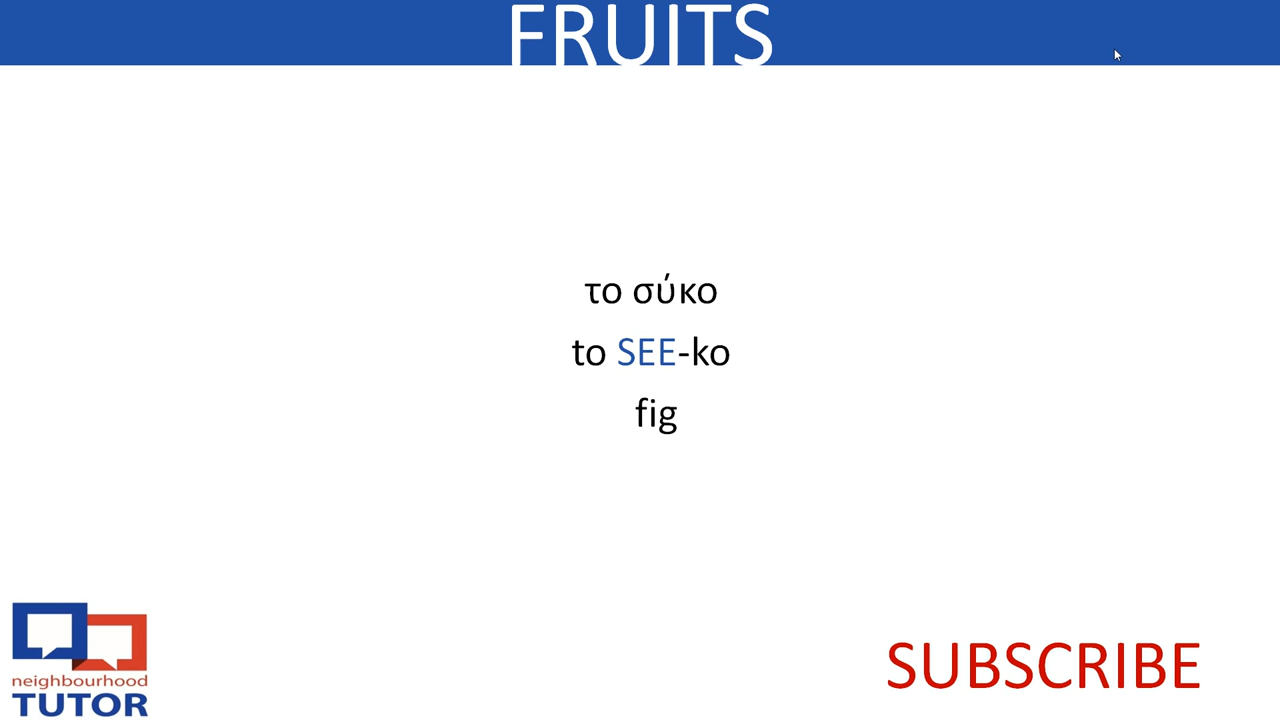 FRUITS
το σύκο
to SEE-ko
fig
neighbourhood
TUTOR
SUBSCRIBE